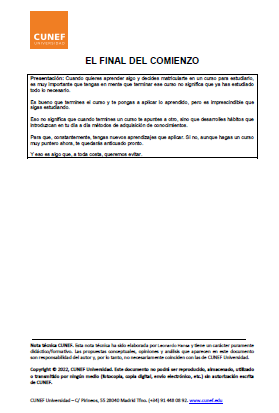 CUNEF
UNIVERSIDAD
EL FINAL DEL COMIENZO
Presentación: Cuando quieres aprender algo y decides matricularte en un curso para estudiarlo,
es muy importante que tengas en mente que terminar ese curso no significa que ya has estudiado
todo lo necesario.
Es bueno que termines el curso y te pongas a aplicar lo aprendido, pero es imprescindible que
sigas estudiando.
Eso no significa que cuando termines un curso te apuntes a otro, sino que desarrolles hábitos que
introduzcan en tu día a día métodos de adquisición de conocimientos.
Para que, constantemente, tengas nuevos aprendizajes que aplicar. Si no, aunque hagas un curso
muy puntero ahora, te quedarás anticuado pronto.
Y eso es algo que, a toda costa, queremos evitar.
Nota técnica CUNEF. Esta nota técnica ha sido elaborada por Leonardo y tiene un carácter puramente
didáctico/formativo. Las propuestas conceptuales, opiniones y análisis que aparecen en este documento
son responsabilidad del autor y, por lo tanto, no necesariamente coinciden con las de CUNEF Universidad.
Copyright © 2022, CUNEF Universidad. Este documento no podrá ser reproducido, almacenado, utilizado
o transmitido por ningún medio (fotocopia, copia digital, envío electrónico, etc.) sin autorización escrita
de CUNEF.
CUNEF Universidad – C/ Pirineos, 55 28040 Madrid Tfno. (+34) 91 448 08 92. www.cunef.edu